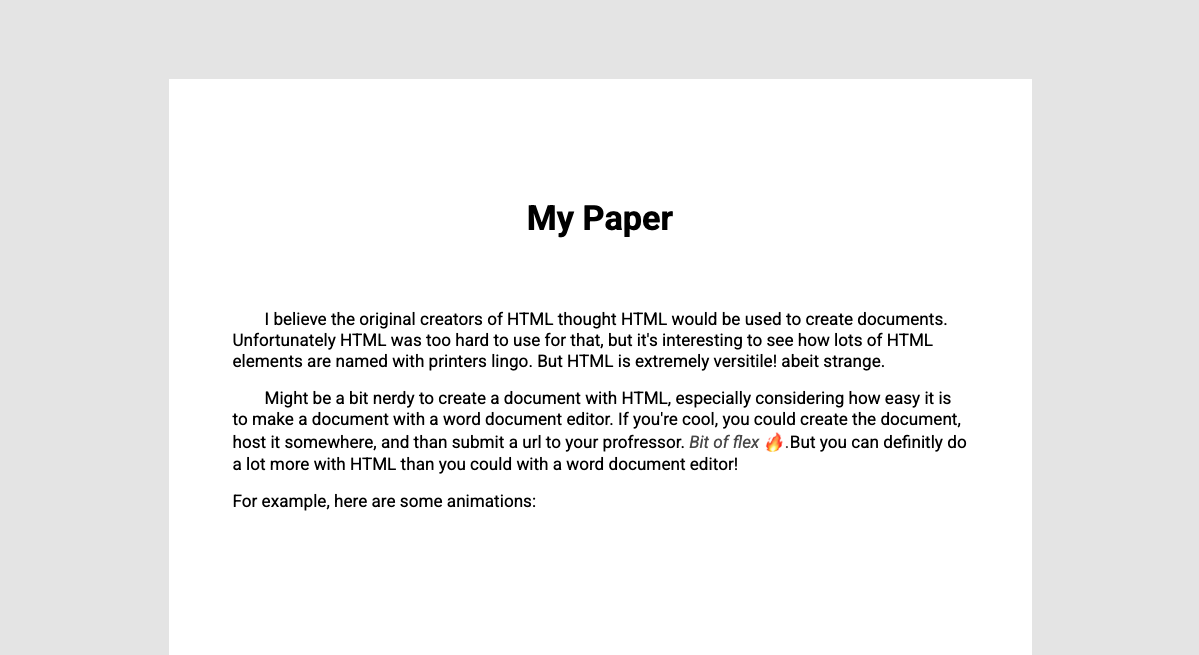 My Paper
I believe the original creators of HTML thought HTML would be used to create documents.
Unfortunately HTML was too hard to use for that, but it's interesting to see how lots of HTML
elements are named with printers lingo. But HTML is extremely versitile! abeit strange.
Might be a bit nerdy to create a document with HTML, especially considering how easy it is
to make a document with a word document editor. If you're cool, you could create the document,
host it somewhere, and than submit a url to your profressor. Bit of flex 🔥.But you can definitly do
a lot more with HTML than you could with a word document editor!
For example, here are some animations: